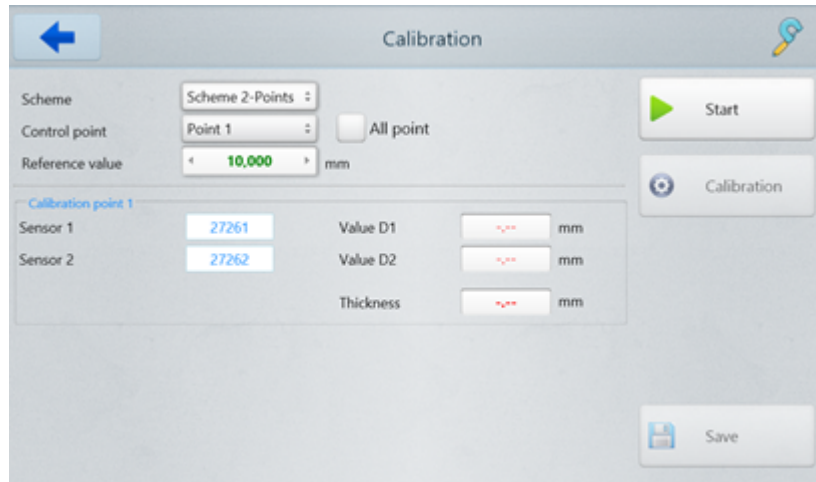 Calibration
Scheme Scheme 2-Points
Control point Point 1 All point
Reference value 10,000 mm
Start
Calibration
Calibration point 1
Sensor 1 27261 Value D1 -.-- mm
Sensor 2 27262 Value D2 -.-- mm
Thickness -.-- mm
Save